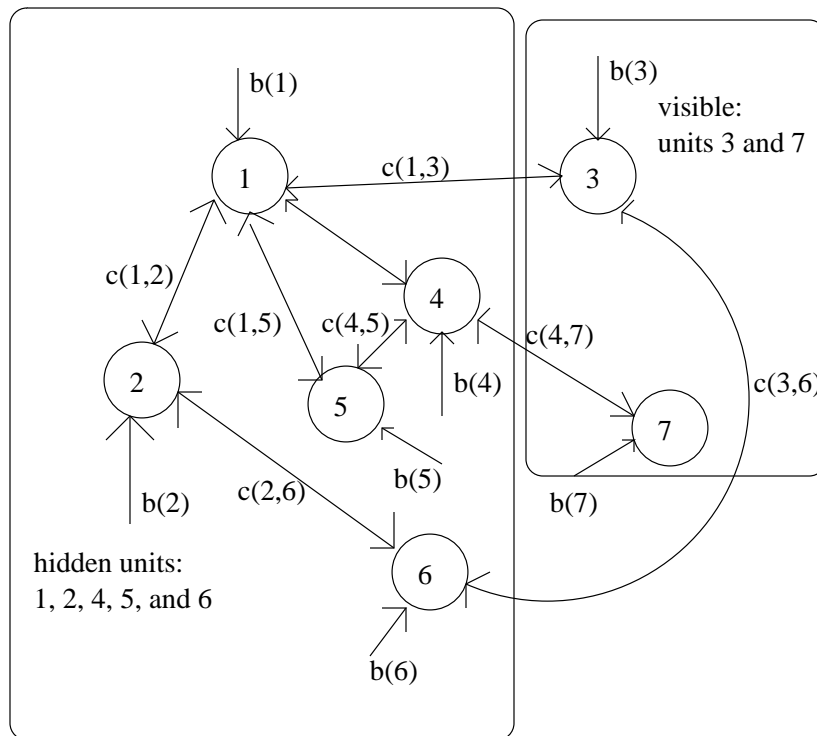 b(1)
b(3)
visible:
units 3 and 7
1
c(1,3)
3
c(1,2)
4
c(1,5)
c(4,5)
c(4,7)
2
b(4)
c(3,6)
5
7
b(5)
c(2,6)
b(2)
b(7)
hidden units:
1, 2, 4, 5, and 6
6
b(6)